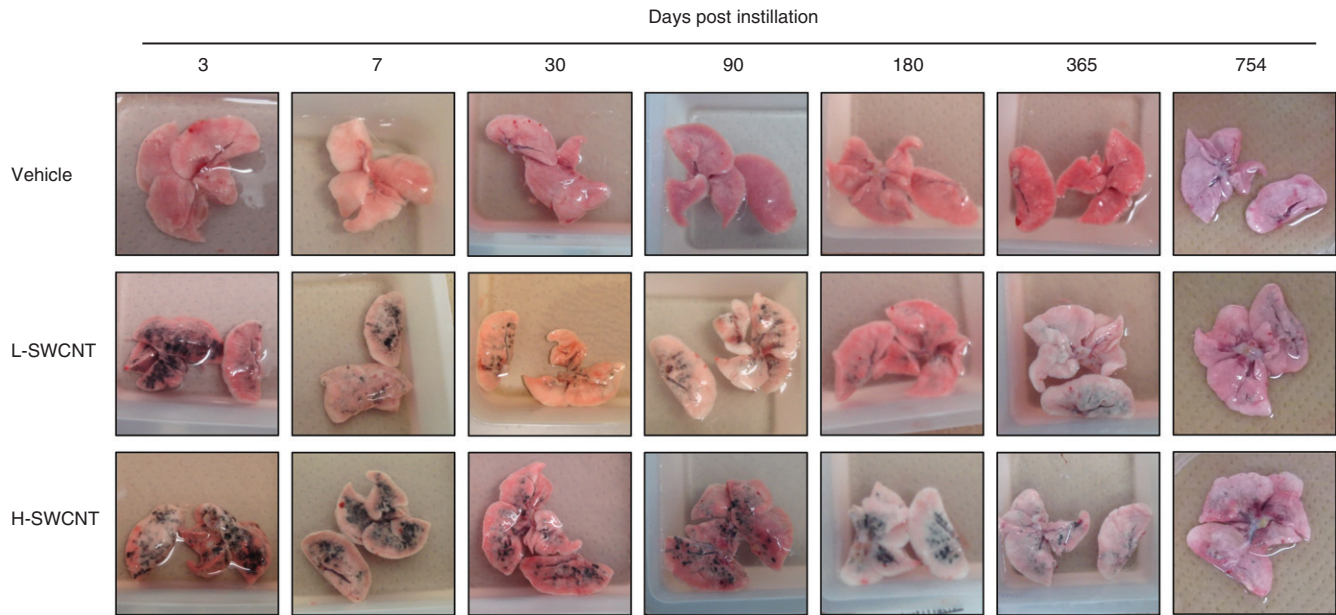 Days post instillation
3 7 30 90 180 365 754
Vehicle
L-SWCNT
H-SWCNT